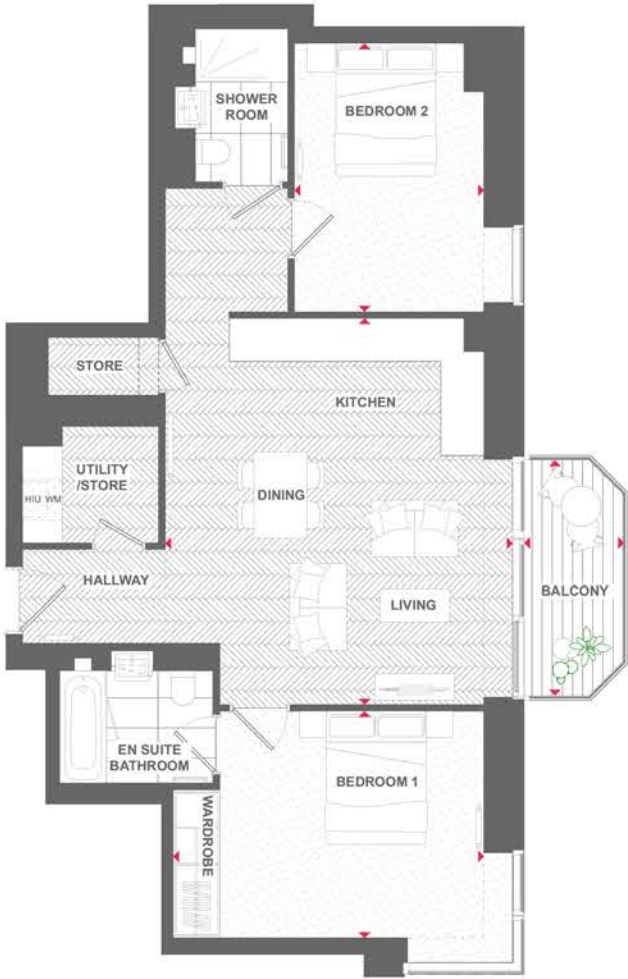 SHOWER
ROOM
BEDROOM 2
STORE
KITCHEN
UTILITY
/STORE
HIU WM
DINING
HALLWAY
LIVING
BALCONY
EN SUITE
BATHROOM
BEDROOM 1
WARDROBE